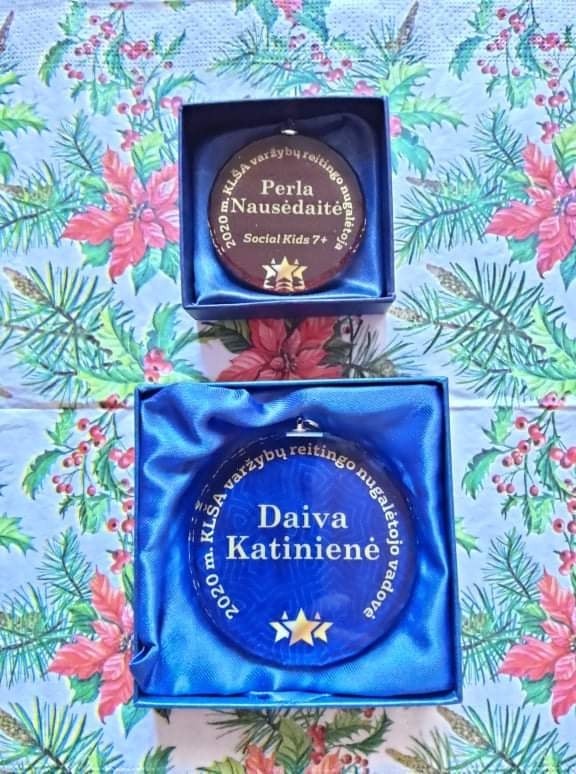 2020 m. KLŠA varžybų reitingo nugalėtoja
Perla
Nausėdaitė
Social Kids 7+
2020 m. KLŠA varžybų reitingo nugalėtojo vadovė
Daiva
Katinienė